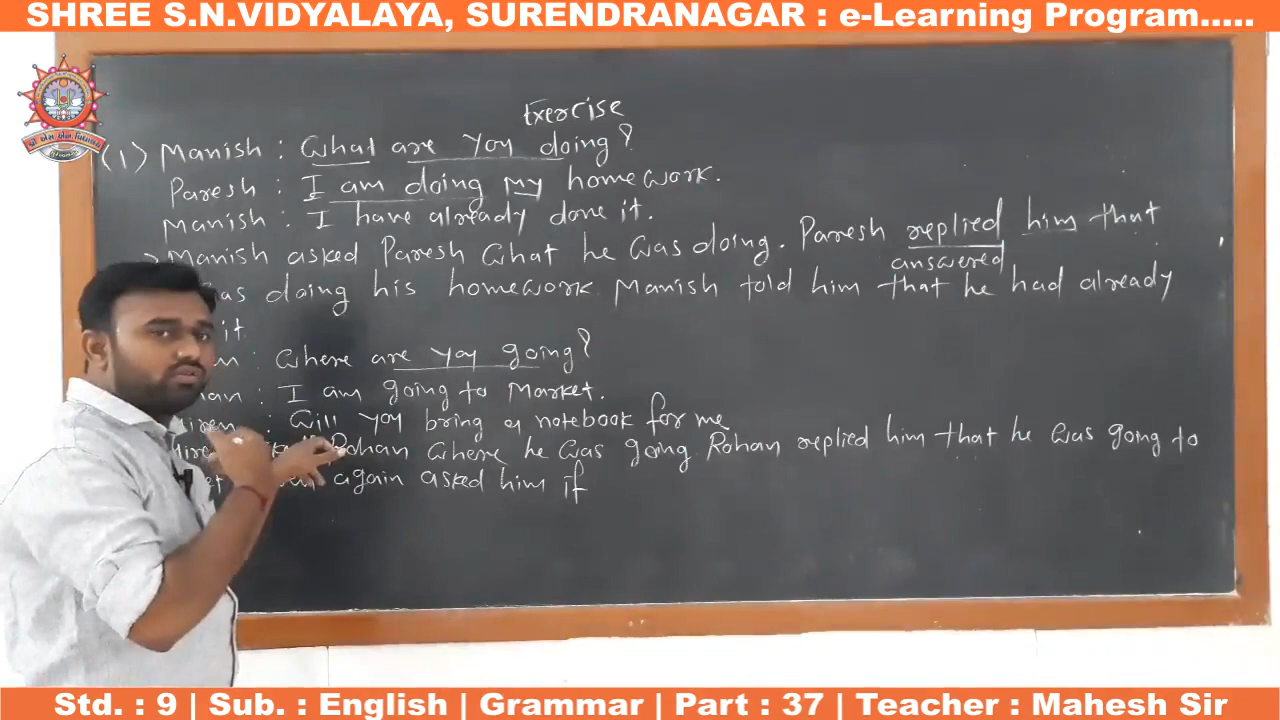 SHREE S.N.VIDYALAYA, SURENDRANAGAR : e-Learning Program.....
Exercise
(1) Manish : What are you doing?
Paresh : I am doing my homework.
Manish : I have already done it.
Manish asked Paresh what he was doing. Paresh replied him that
answered
doing his homework. Manish told him that he had already
it
: Where are you going?
: I am going to Market.
: Will you bring a notebook for me
Rohan where he was going Rohan replied him that he was going to
again asked him if
Std. : 9 | Sub. : English | Grammar | Part : 37 | Teacher : Mahesh Sir